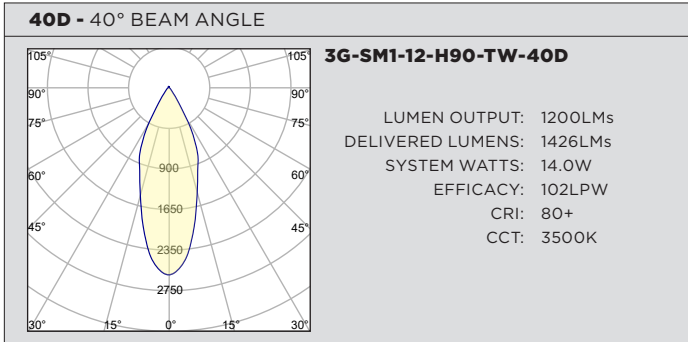 40D - 40° BEAM ANGLE
3G-SM1-12-H90-TW-40D
LUMEN OUTPUT: 1200LMs
DELIVERED LUMENS: 1426LMs
SYSTEM WATTS: 14.0W
EFFICACY: 102LPW
CRI: 80+
CCT: 3500K
105° 105°
90° 90°
75° 75°
900
60° 60°
1650
45° 45°
2350
2750
30° 15° 0° 15° 30°